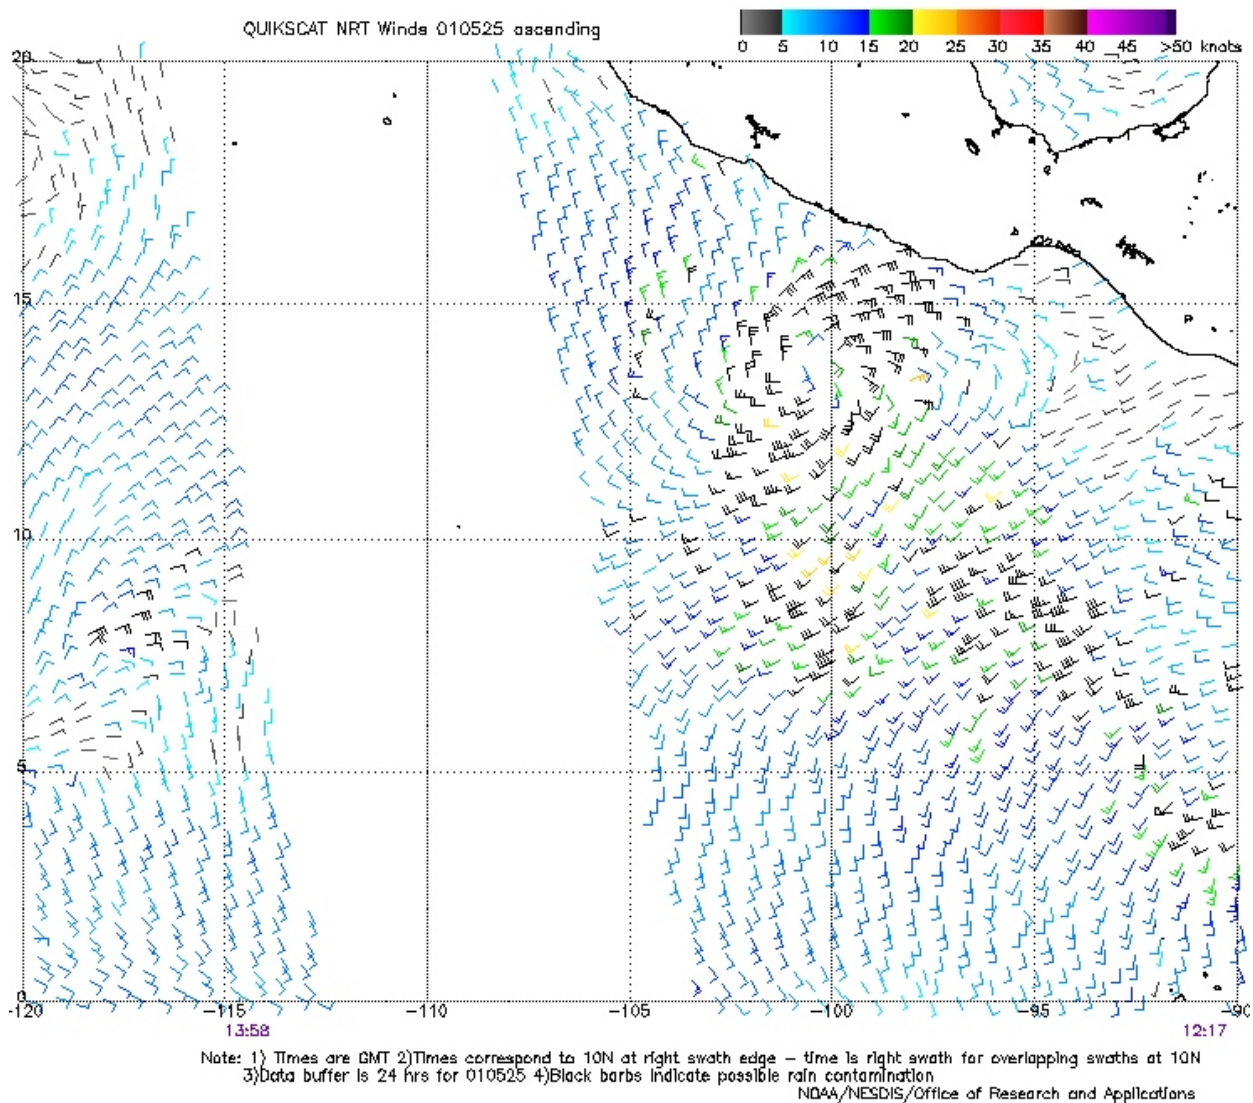 QUIKSCAT NRT Winds 010525 ascending
0 5 10 15 20 25 30 35 40 45 >50 knots
20
15
10
5
0
-120 -115 -110 -105 -100 -95 -90
13:58 12:17
Note: 1) Times are GMT 2)Times correspond to 10N at right swath edge - time is right swath for overlapping swaths at 10N
3)Data buffer is 24 hrs for 010525 4)Black barbs indicate possible rain contamination
NOAA/NESDIS/Office of Research and Applications